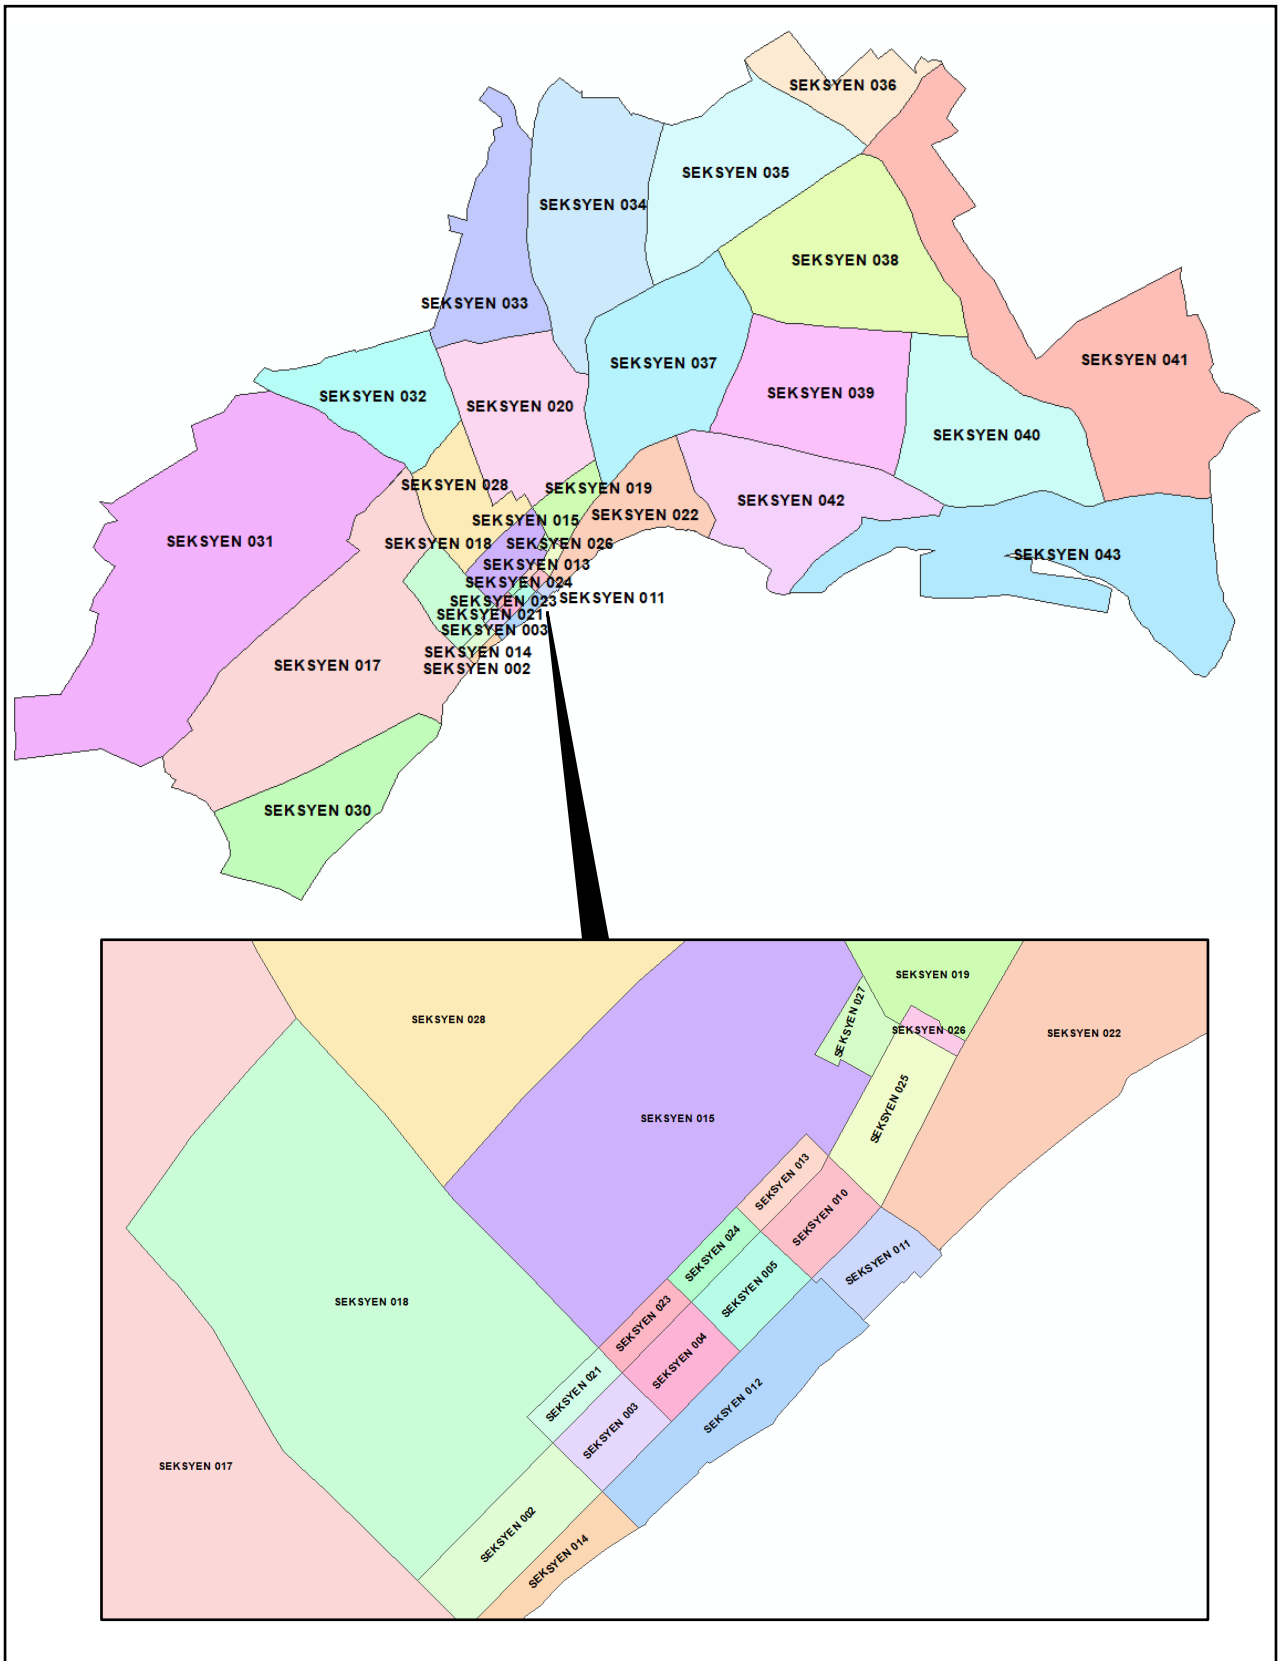 SEKSYEN 036
SEKSYEN 035
SEKSYEN 034
SEKSYEN 038
SEKSYEN 033
SEKSYEN 041
SEKSYEN 037
SEKSYEN 039
SEKSYEN 032
SEKSYEN 020
SEKSYEN 040
SEKSYEN 028
SEKSYEN 019
SEKSYEN 042
SEKSYEN 022
SEKSYEN 015
SEKSYEN 031
SEKSYEN 018
SEKSYEN 026
SEKSYEN 043
SEKSYEN 013
SEKSYEN 024
SEKSYEN 011
SEKSYEN 023
SEKSYEN 021
SEKSYEN 003
SEKSYEN 014
SEKSYEN 017
SEKSYEN 002
SEKSYEN 030
SEKSYEN 019
SEKSYEN 028
SEKSYEN 027
SEKSYEN 026
SEKSYEN 022
SEKSYEN 025
SEKSYEN 015
SEKSYEN 013
SEKSYEN 010
SEKSYEN 024
SEKSYEN 011
SEKSYEN 005
SEKSYEN 018
SEKSYEN 023
SEKSYEN 004
SEKSYEN 021
SEKSYEN 012
SEKSYEN 003
SEKSYEN 017
SEKSYEN 002
SEKSYEN 014